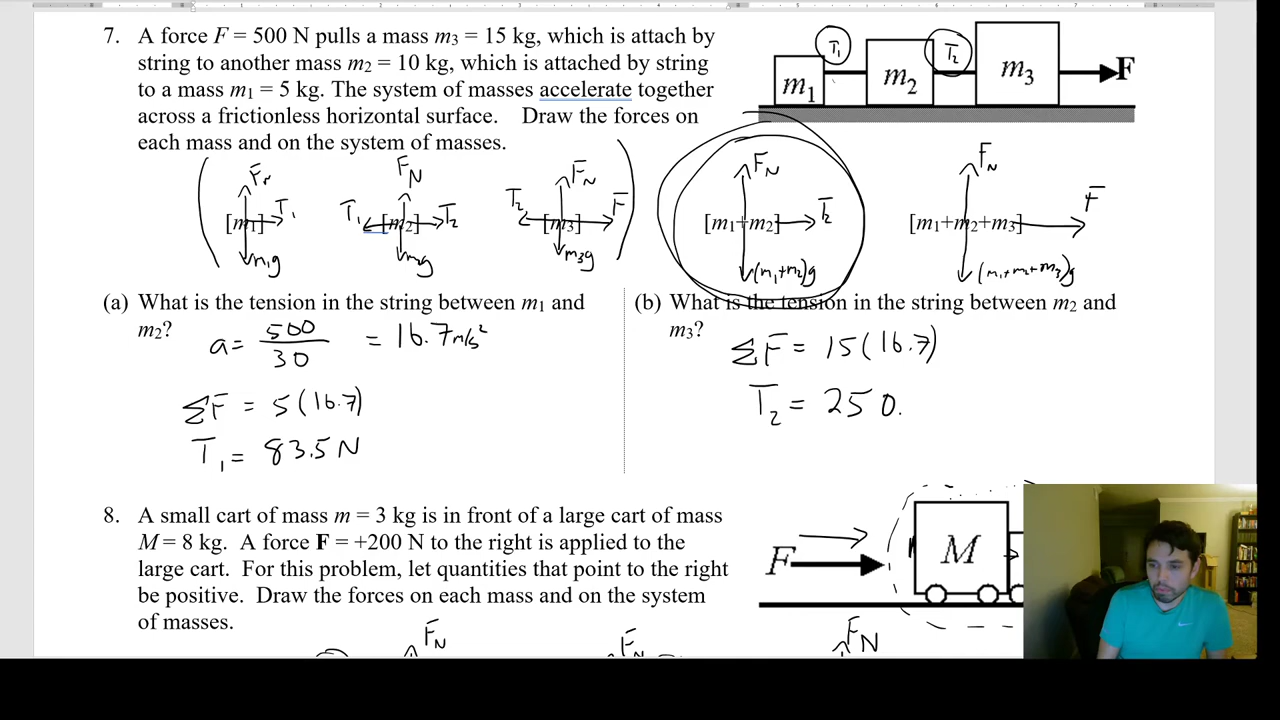 7. A force F = 500 N pulls a mass m3 = 15 kg, which is attach by
string to another mass m2 = 10 kg, which is attached by string
to a mass m1 = 5 kg. The system of masses accelerate together
across a frictionless horizontal surface. Draw the forces on
each mass and on the system of masses.
T1 T2
m1 m2 m3 F
FN FN FN FN FN
T1 T1 T2 T2 F T2 F
[m1] [m2] [m3] [m1+m2] [m1+m2+m3]
m1g m2g m3g (m1+m2)g (m1+m2+m3)g
(a) What is the tension in the string between m1 and
m2?
a = 500/30 = 16.7 m/s²
ΣF = 5(16.7)
T1 = 83.5 N
(b) What is the tension in the string between m2 and
m3?
ΣF = 15(16.7)
T2 = 250.
8. A small cart of mass m = 3 kg is in front of a large cart of mass
M = 8 kg. A force F = +200 N to the right is applied to the
large cart. For this problem, let quantities that point to the right
be positive. Draw the forces on each mass and on the system
of masses.
F M
FN FN FN